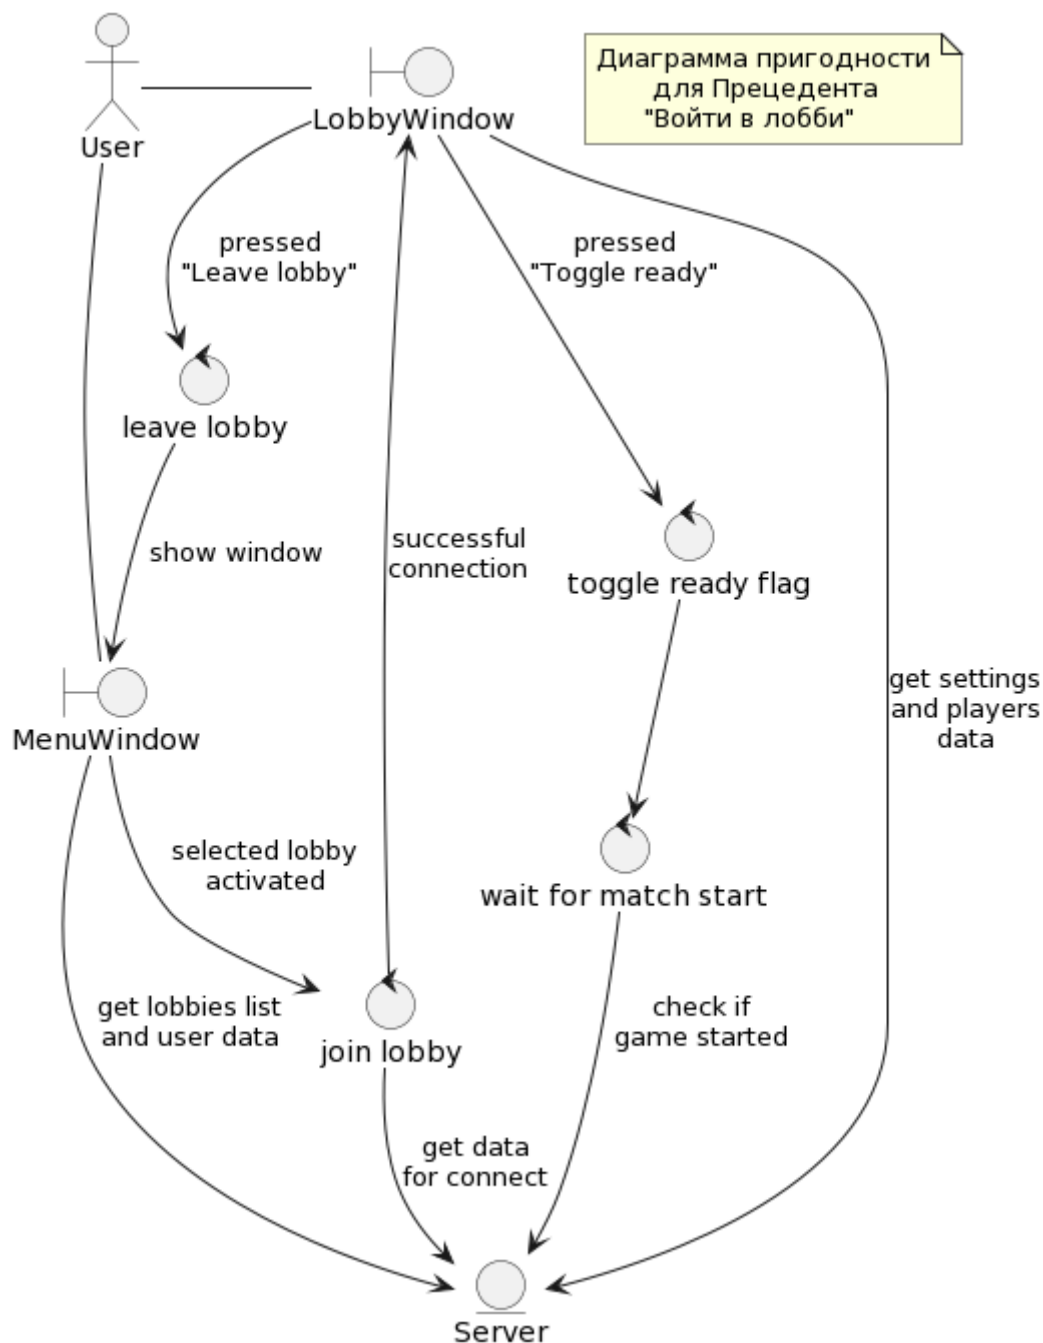 Диаграмма пригодности
для Прецедента
"Войти в лобби"
User
LobbyWindow
pressed
"Leave lobby"
pressed
"Toggle ready"
leave lobby
successful
connection
show window
toggle ready flag
get settings
and players
data
MenuWindow
selected lobby
activated
wait for match start
get lobbies list
and user data
join lobby
check if
game started
get data
for connect
Server